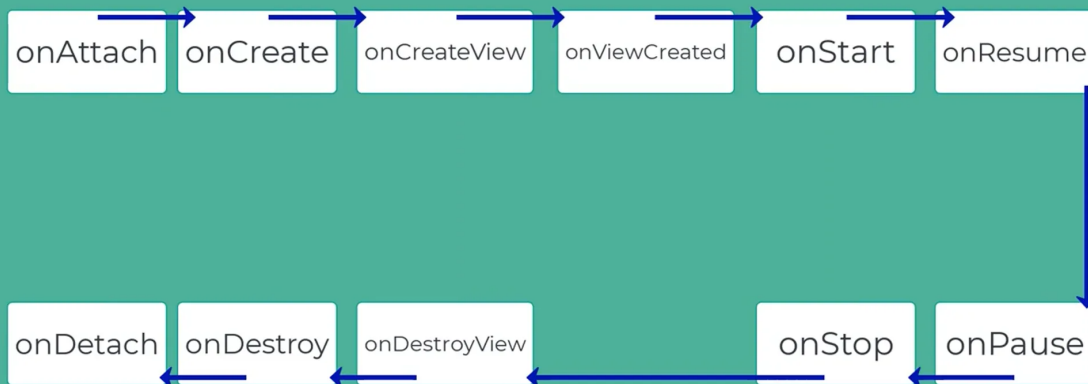 onAttach
onCreate
onCreateView
onViewCreated
onStart
onResume
onDetach
onDestroy
onDestroyView
onStop
onPause